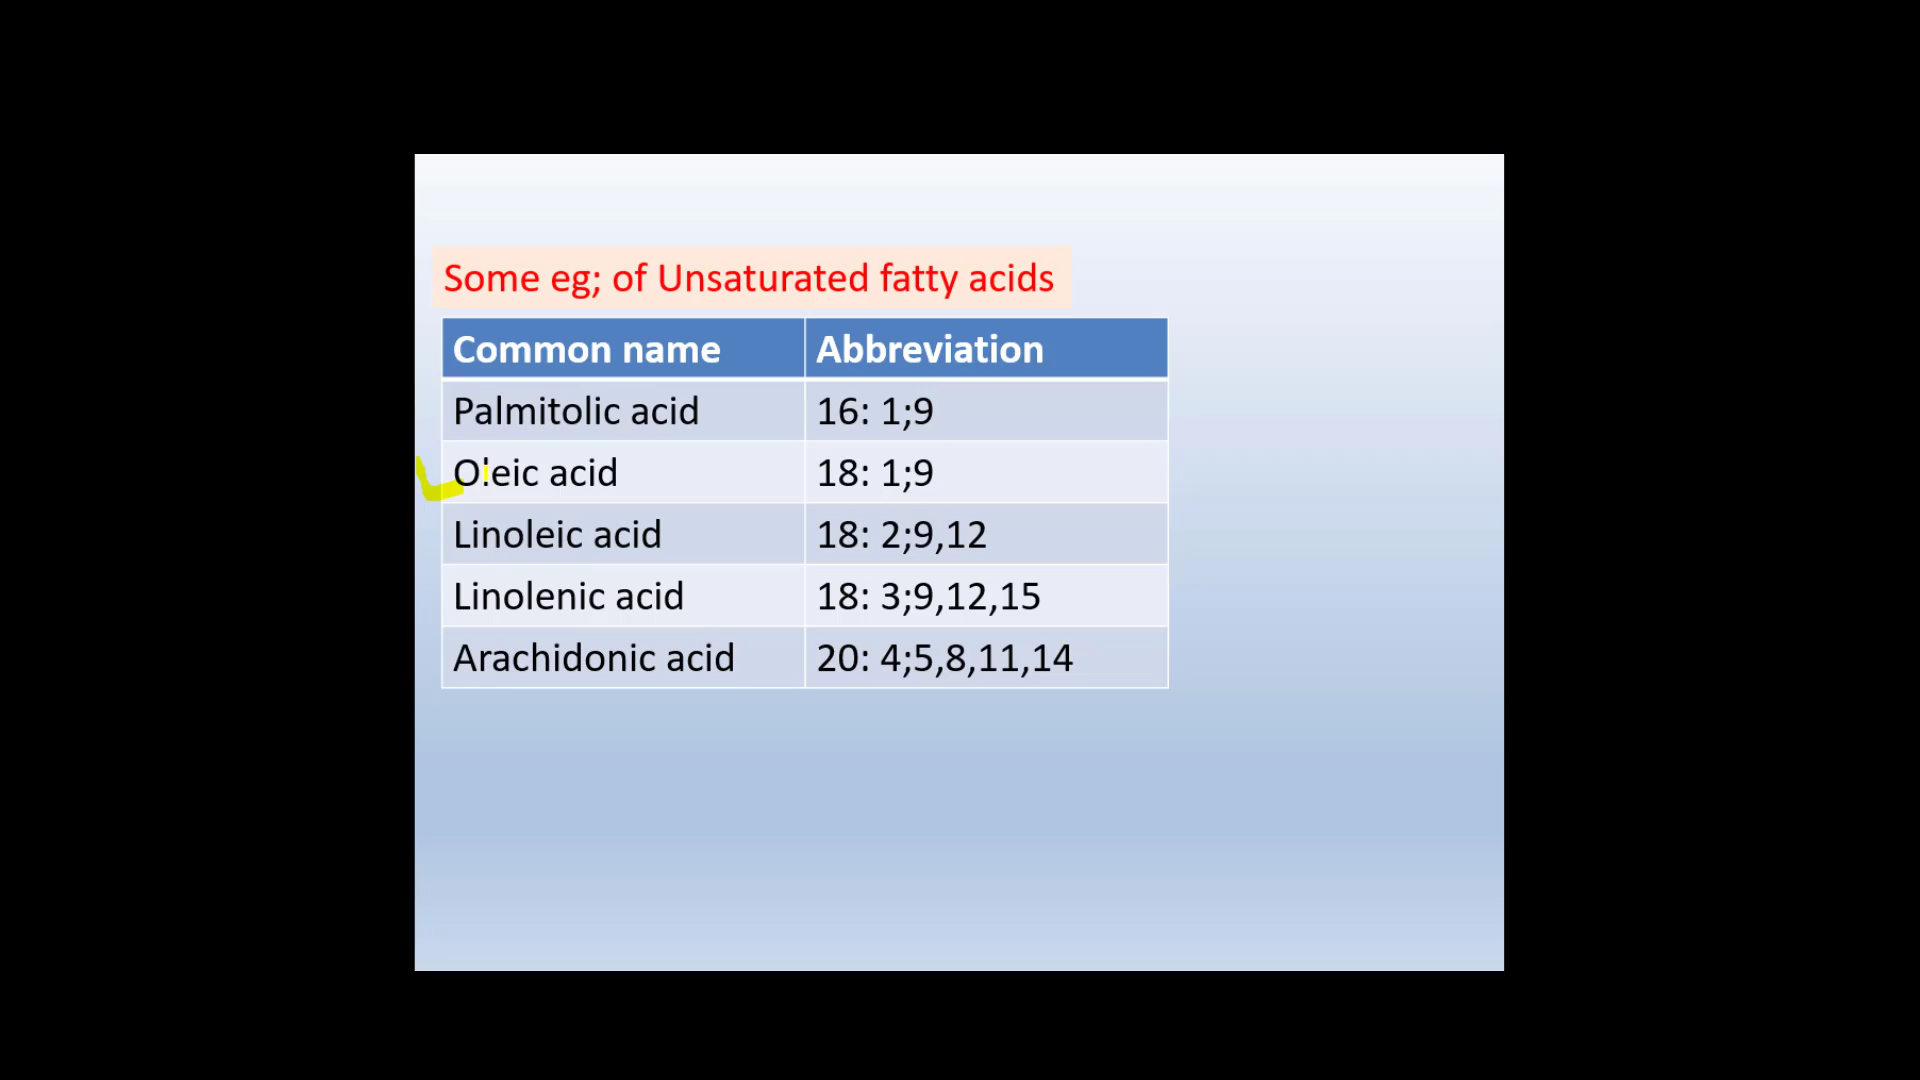 Some eg; of Unsaturated fatty acids
Common name Abbreviation
Palmitolic acid 16: 1;9
Oleic acid 18: 1;9
Linoleic acid 18: 2;9,12
Linolenic acid 18: 3;9,12,15
Arachidonic acid 20: 4;5,8,11,14